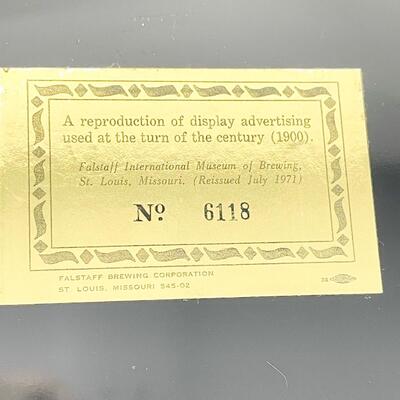 A reproduction of display advertising
used at the turn of the century (1900).
Falstaff International Museum of Brewing,
St. Louis, Missouri. (Reissued July 1971)
Nº 6118
FALSTAFF BREWING CORPORATION
ST. LOUIS, MISSOURI S45-02